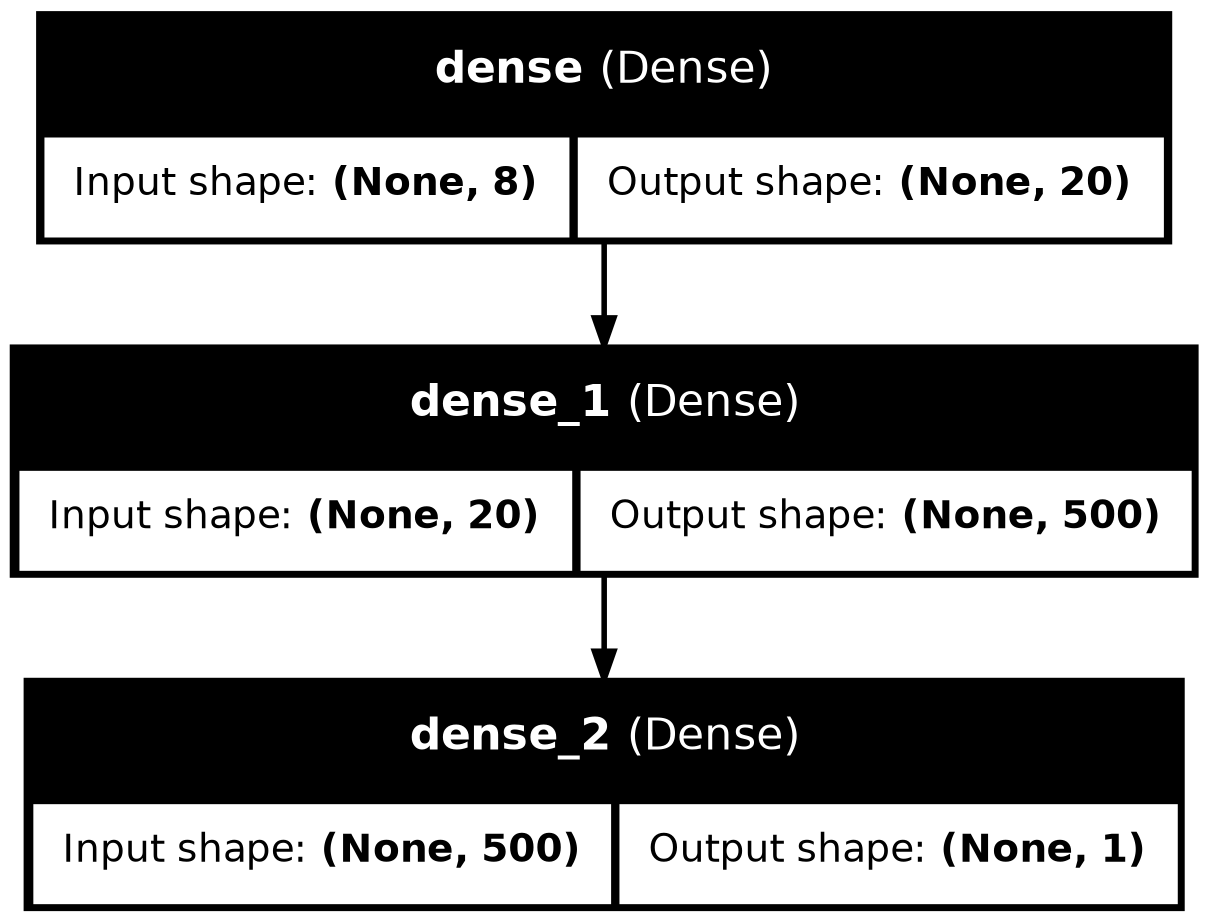 dense (Dense)
Input shape: (None, 8) Output shape: (None, 20)
dense_1 (Dense)
Input shape: (None, 20) Output shape: (None, 500)
dense_2 (Dense)
Input shape: (None, 500) Output shape: (None, 1)